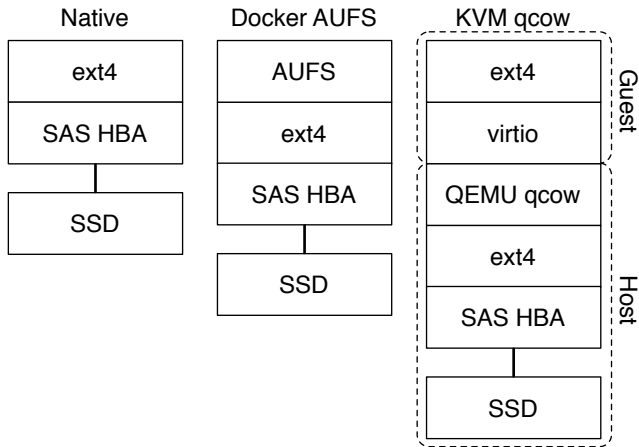 Native
ext4
SAS HBA
SSD
Docker AUFS
AUFS
ext4
SAS HBA
SSD
KVM qcow
ext4
virtio
Guest
QEMU qcow
ext4
SAS HBA
SSD
Host